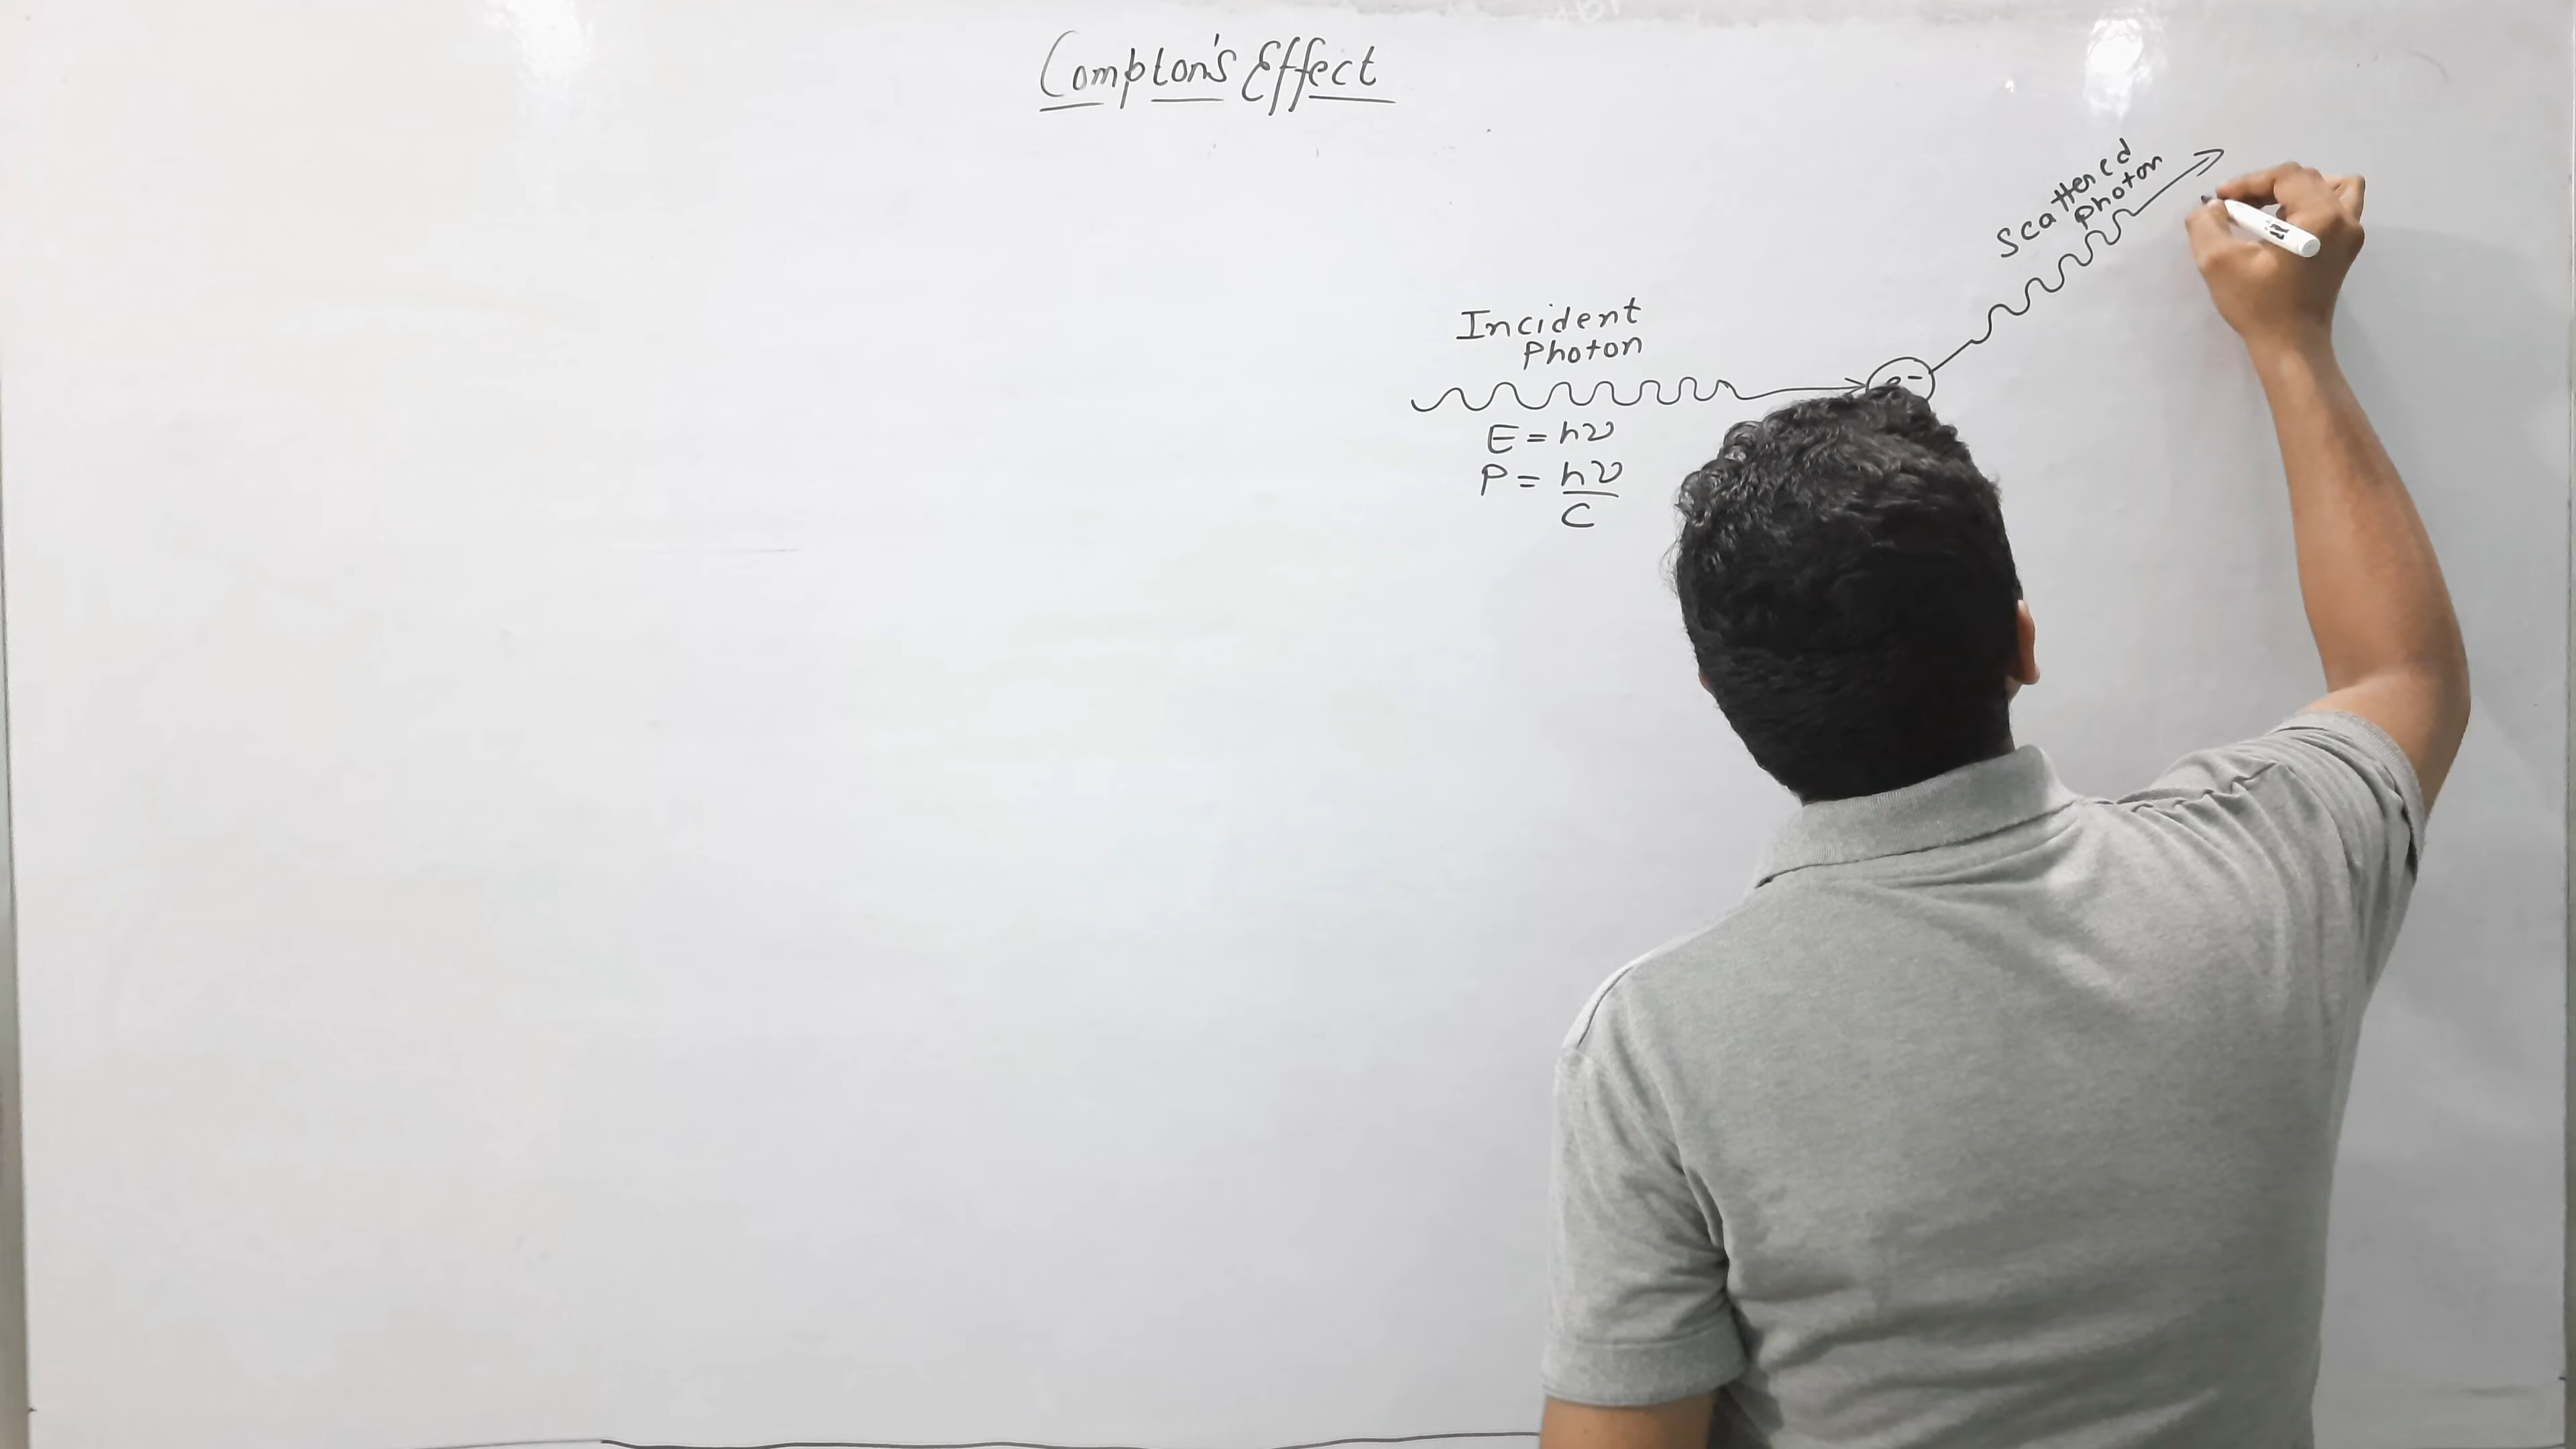 Compton's Effect
Scattered
Photon
Incident
Photon
e-
E = hν
P = hν
C